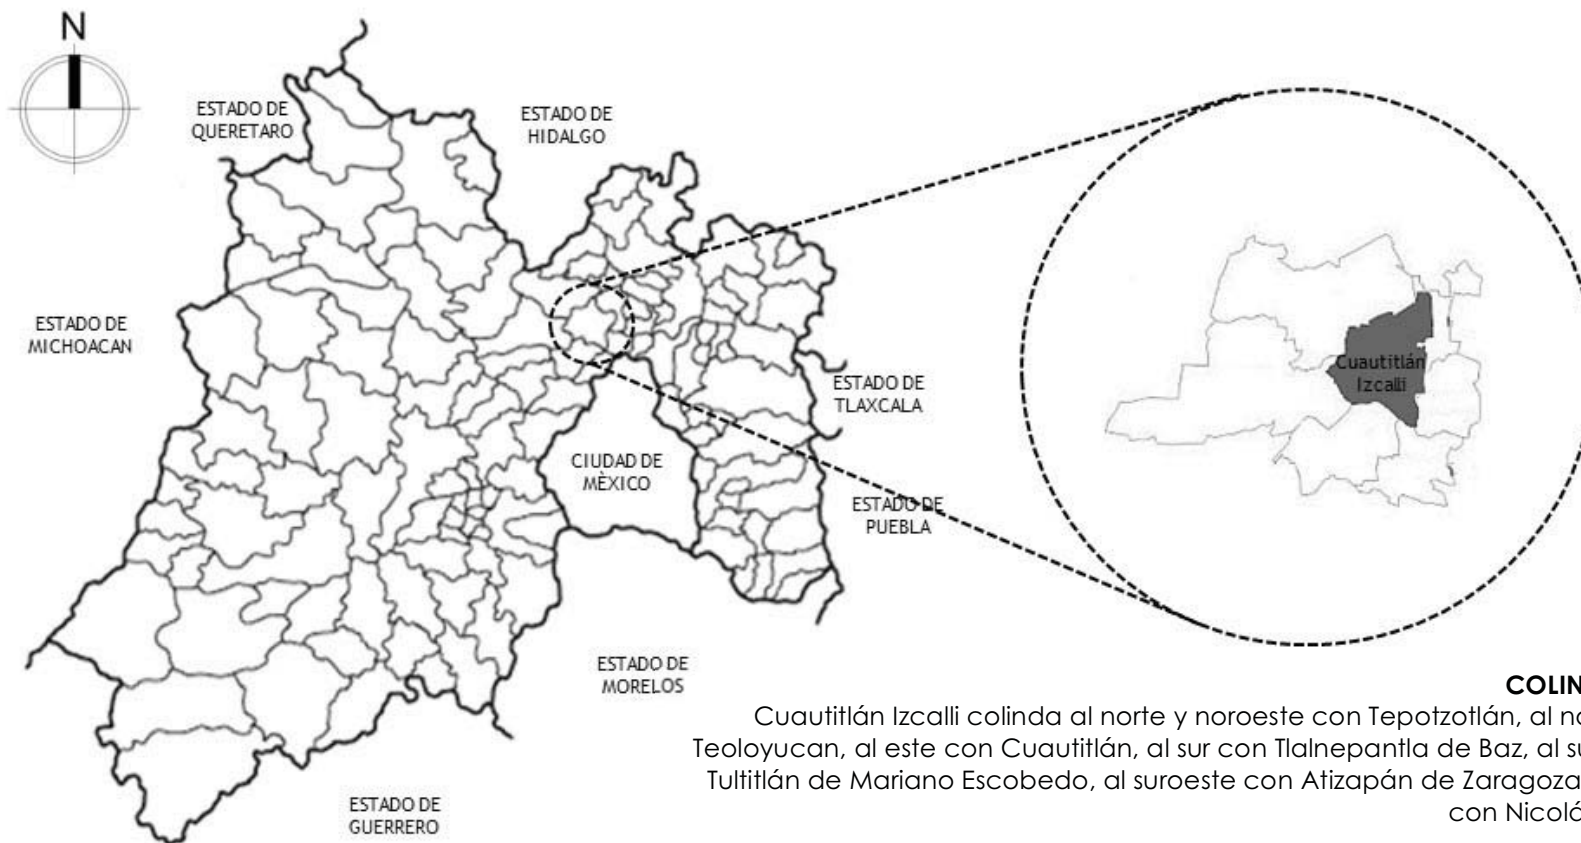 N
ESTADO DE
QUERETARO
ESTADO DE
HIDALGO
ESTADO DE
MICHOACAN
Cuautitlán
Izcalli
ESTADO DE
TLAXCALA
CIUDAD DE
MÈXICO
ESTADO DE
PUEBLA
ESTADO DE
MORELOS
Cuautitlán Izcalli colinda al norte y noroeste con Tepotzotlán, al
Teoloyucan, al este con Cuautitlán, al sur con Tlalnepantla de Baz, al
Tultitlán de Mariano Escobedo, al suroeste con Atizapán de Zaragoza
con
ESTADO DE
GUERRERO